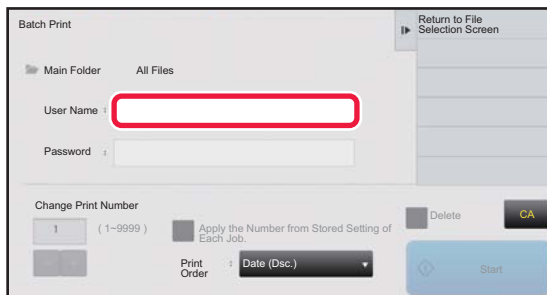 Batch Print
Return to File
Selection Screen
Main Folder All Files
User Name :
Password :
Change Print Number
1 (1~9999)
Apply the Number from Stored Setting of
Each Job.
Print
Order : Date (Dsc.)
Delete
CA
Start